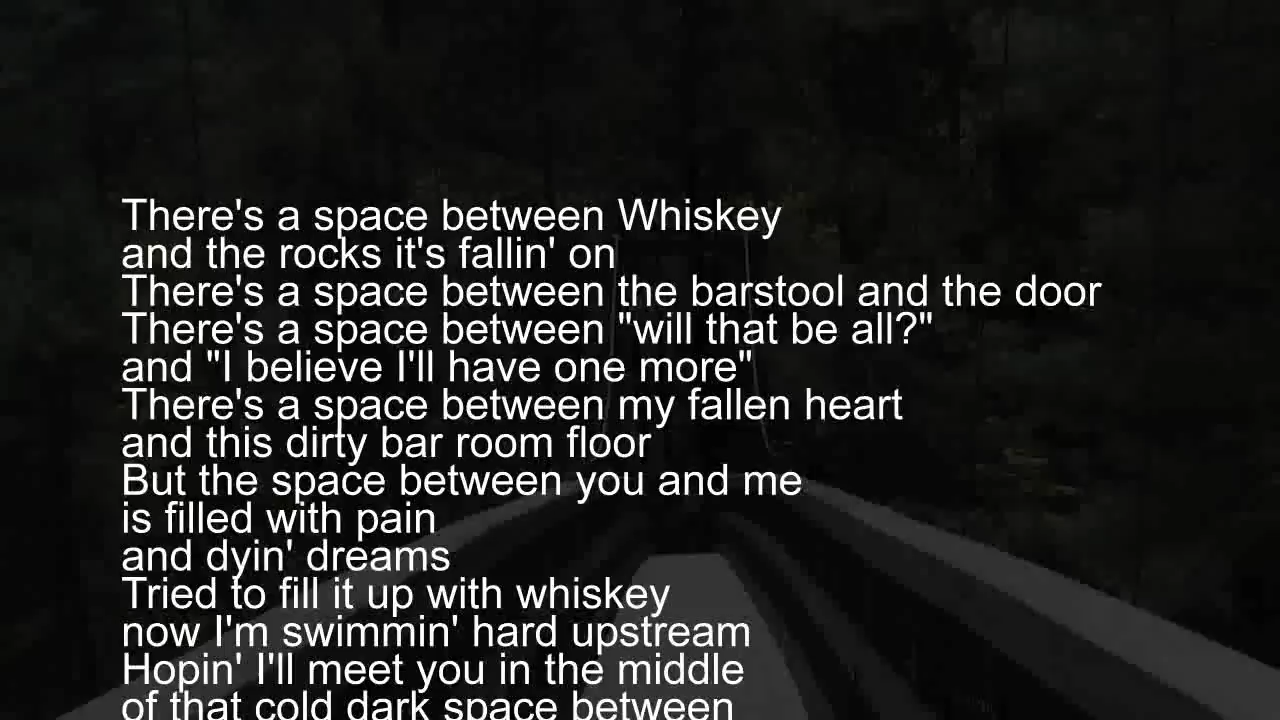 There's a space between Whiskey
and the rocks it's fallin' on
There's a space between the barstool and the door
There's a space between "will that be all?"
and "I believe I'll have one more"
There's a space between my fallen heart
and this dirty bar room floor
But the space between you and me
is filled with pain
and dyin' dreams
Tried to fill it up with whiskey
now I'm swimmin' hard upstream
Hopin' I'll meet you in the middle
of that cold dark space between